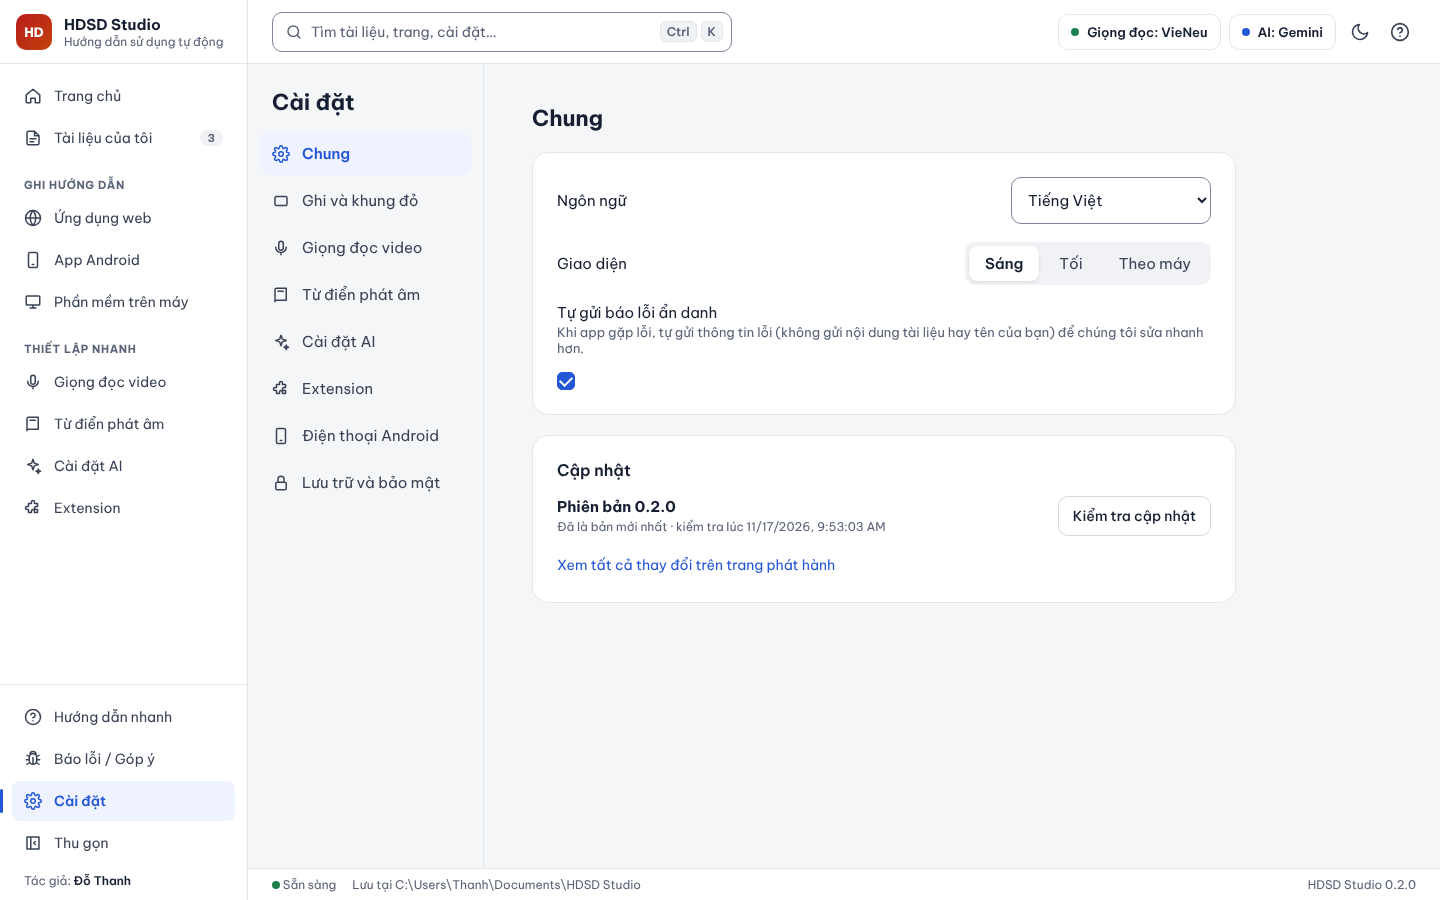 HD
HDSD Studio
Hướng dẫn sử dụng tự động
Tìm tài liệu, trang, cài đặt...
Ctrl K
Giọng đọc: VieNeu
AI: Gemini
Trang chủ
Tài liệu của tôi 3
GHI HƯỚNG DẪN
Ứng dụng web
App Android
Phần mềm trên máy
THIẾT LẬP NHANH
Giọng đọc video
Từ điển phát âm
Cài đặt AI
Extension
Hướng dẫn nhanh
Báo lỗi / Góp ý
Cài đặt
Thu gọn
Tác giả: Đỗ Thanh
Cài đặt
Chung
Ghi và khung đỏ
Giọng đọc video
Từ điển phát âm
Cài đặt AI
Extension
Điện thoại Android
Lưu trữ và bảo mật
Chung
Ngôn ngữ
Tiếng Việt
Giao diện
Sáng Tối Theo máy
Tự gửi báo lỗi ẩn danh
Khi app gặp lỗi, tự gửi thông tin lỗi (không gửi nội dung tài liệu hay tên của bạn) để chúng tôi sửa nhanh
hơn.
Cập nhật
Phiên bản 0.2.0
Đã là bản mới nhất · kiểm tra lúc 11/17/2026, 9:53:03 AM
Kiểm tra cập nhật
Xem tất cả thay đổi trên trang phát hành
Sẵn sàng
Lưu tại C:\Users\Thanh\Documents\HDSD Studio
HDSD Studio 0.2.0